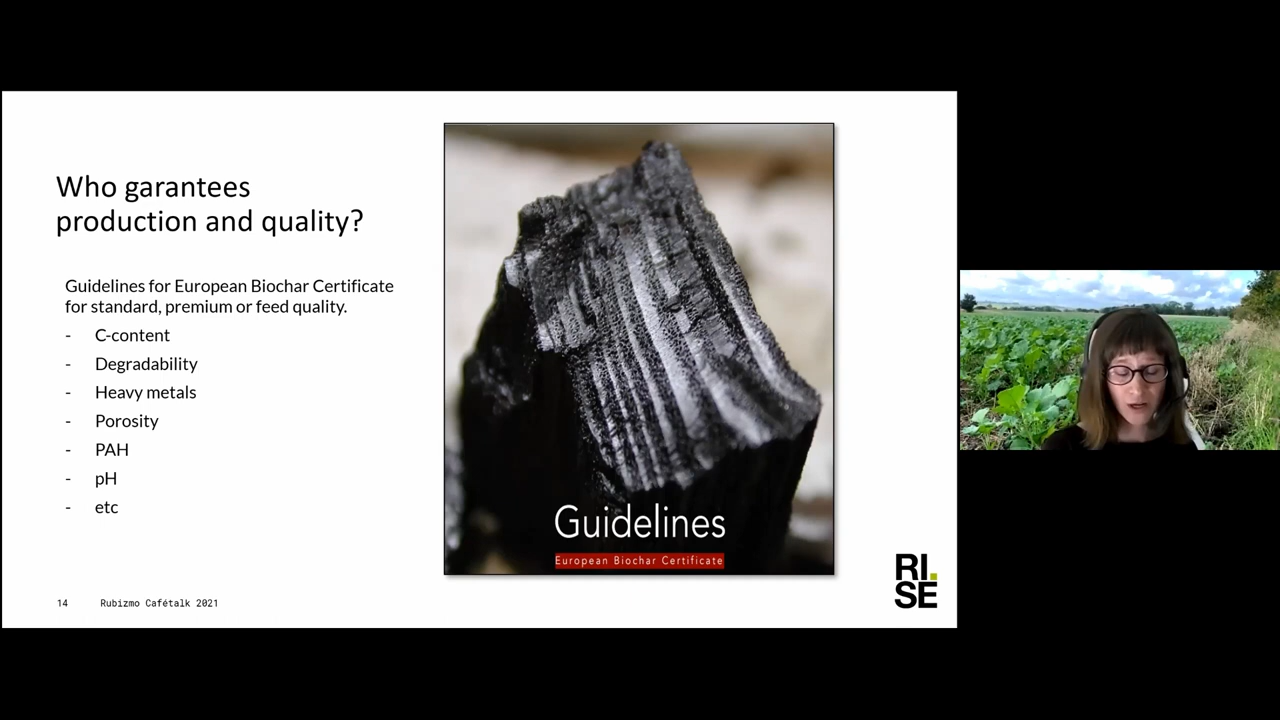 Who garantees
production and quality?
Guidelines for European Biochar Certificate
for standard, premium or feed quality.
- C-content
- Degradability
- Heavy metals
- Porosity
- PAH
- pH
- etc
Guidelines
European Biochar Certificate
14 Rubizmo Cafétalk 2021
RI.
SE